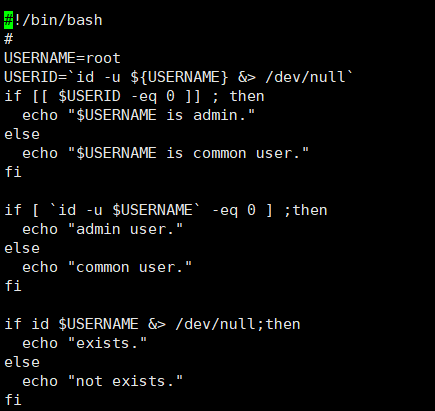 #!/bin/bash
#
USERNAME=root
USERID=`id -u ${USERNAME} &> /dev/null`
if [[ $USERID -eq 0 ]] ; then
  echo "$USERNAME is admin."
else
  echo "$USERNAME is common user."
fi

if [ `id -u $USERNAME` -eq 0 ] ;then
  echo "admin user."
else
  echo "common user."
fi

if id $USERNAME &> /dev/null;then
  echo "exists."
else
  echo "not exists."
fi